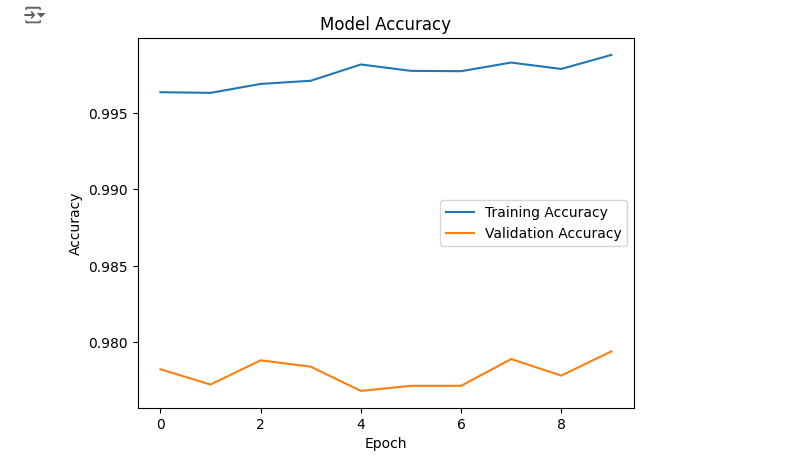 Model Accuracy
0.995
0.990
0.985
0.980
Accuracy
Training Accuracy
Validation Accuracy
0 2 4 6 8
Epoch